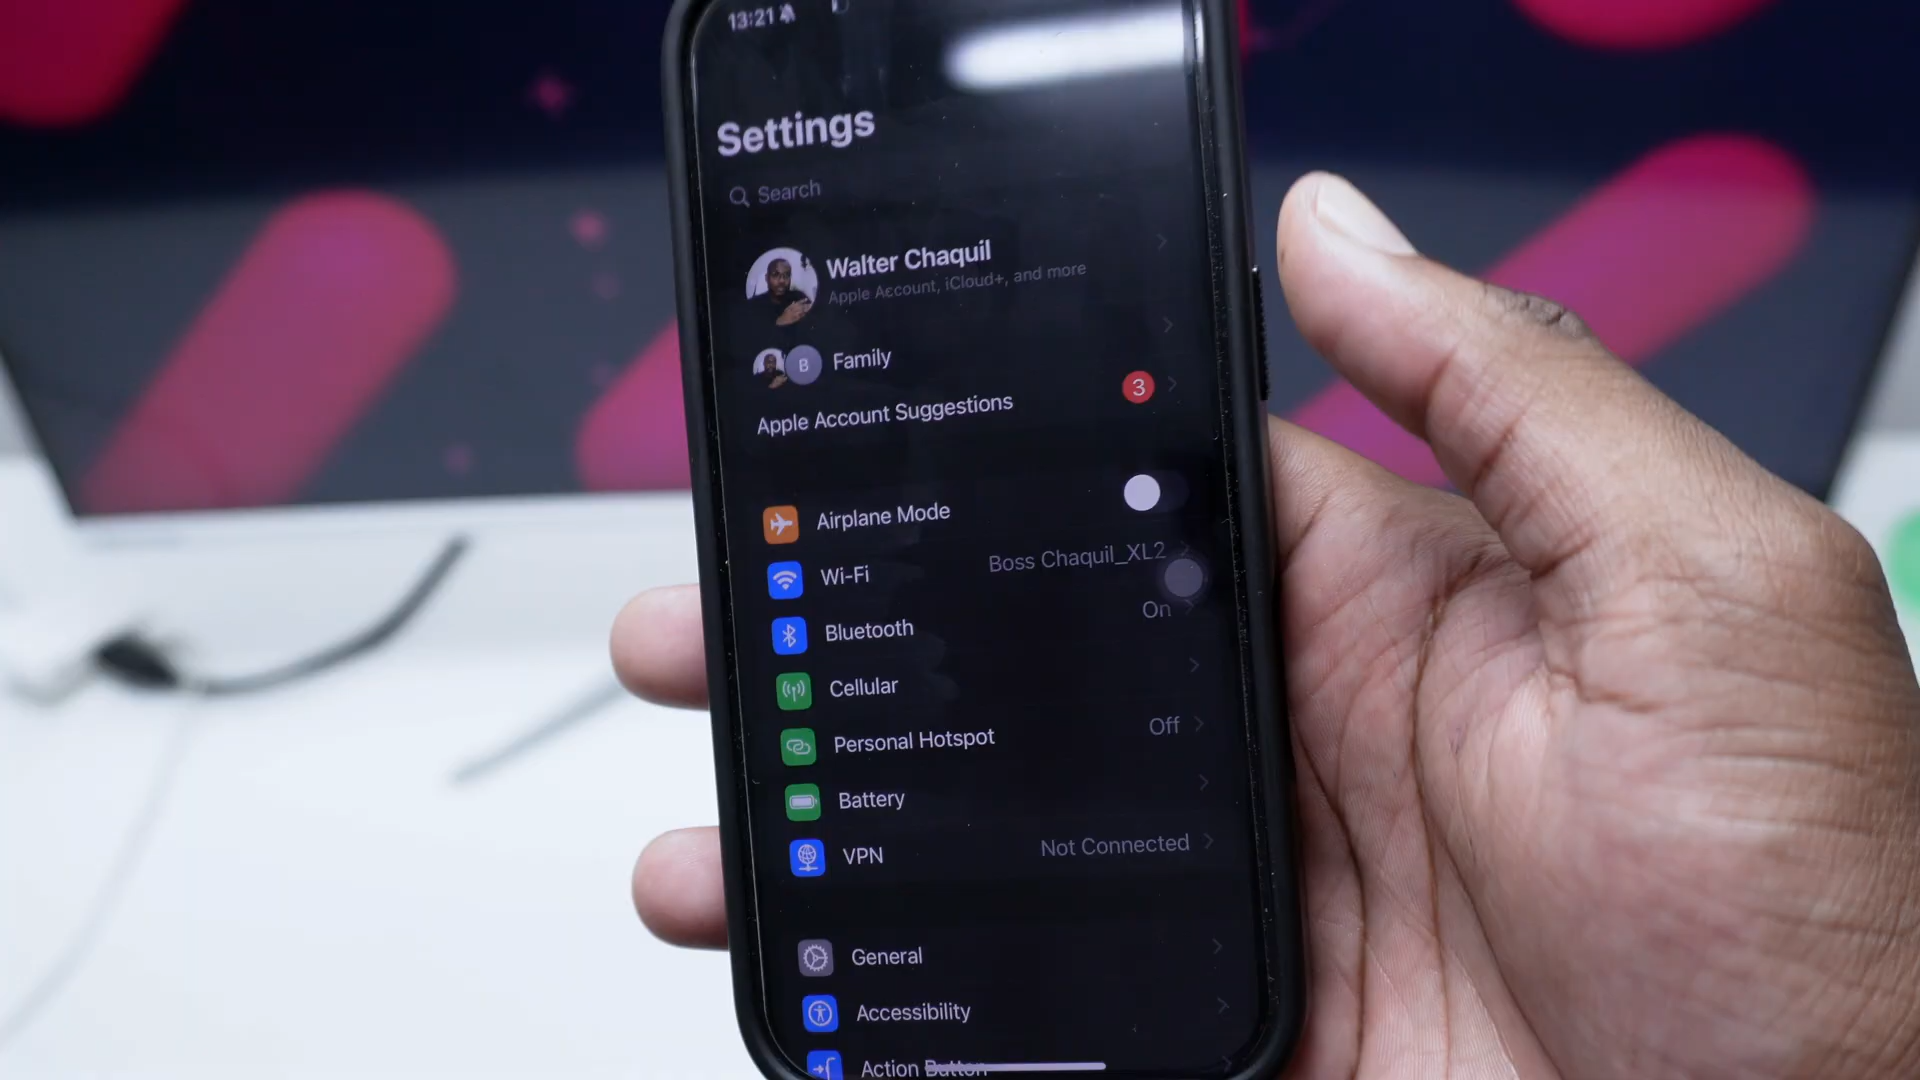 13:21
Settings
Search
Walter Chaquil
Apple Account, iCloud+, and more
B
Family
Apple Account Suggestions
3
Airplane Mode
Wi-Fi
Boss Chaquil_XL2
Bluetooth
On
Cellular
Personal Hotspot
Off
Battery
VPN
Not Connected
General
Accessibility
Action Button